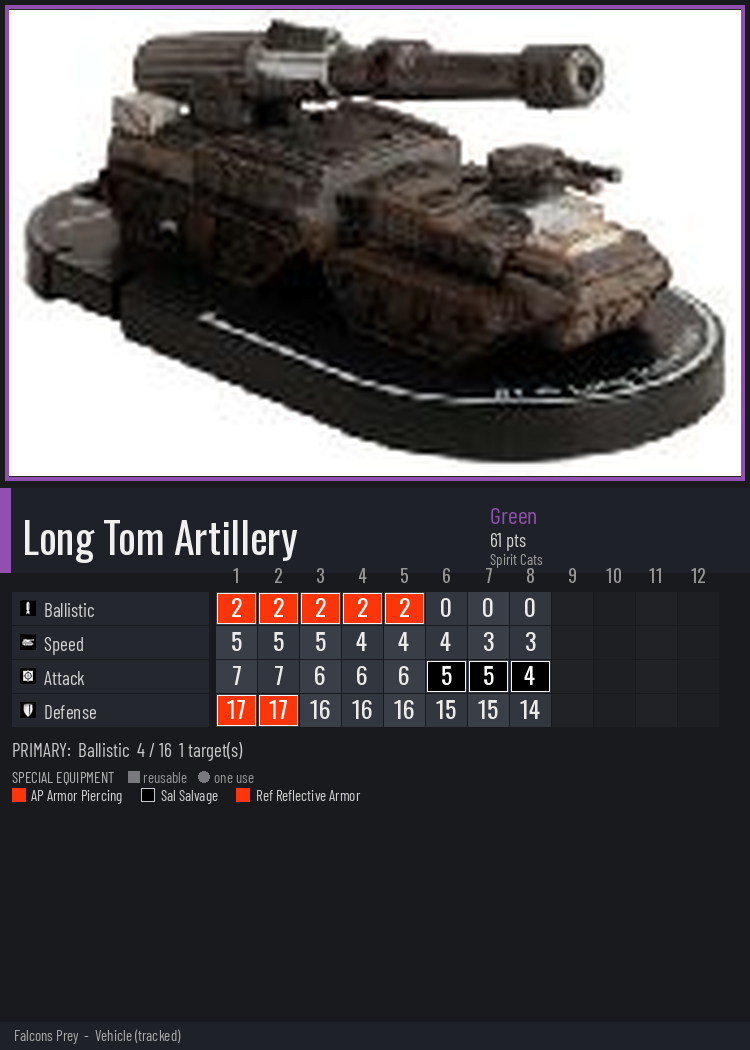 Long Tom Artillery
Green
61 pts
Spirit Cats
1 2 3 4 5 6 7 8 9 10 11 12
Ballistic 2 2 2 2 2 0 0 0
Speed 5 5 5 4 4 4 3 3
Attack 7 7 6 6 6 5 5 4
Defense 17 17 16 16 16 15 15 14
PRIMARY: Ballistic 4 / 16 1 target(s)
SPECIAL EQUIPMENT reusable one use
AP Armor Piercing Sal Salvage Ref Reflective Armor
Falcons Prey - Vehicle (tracked)